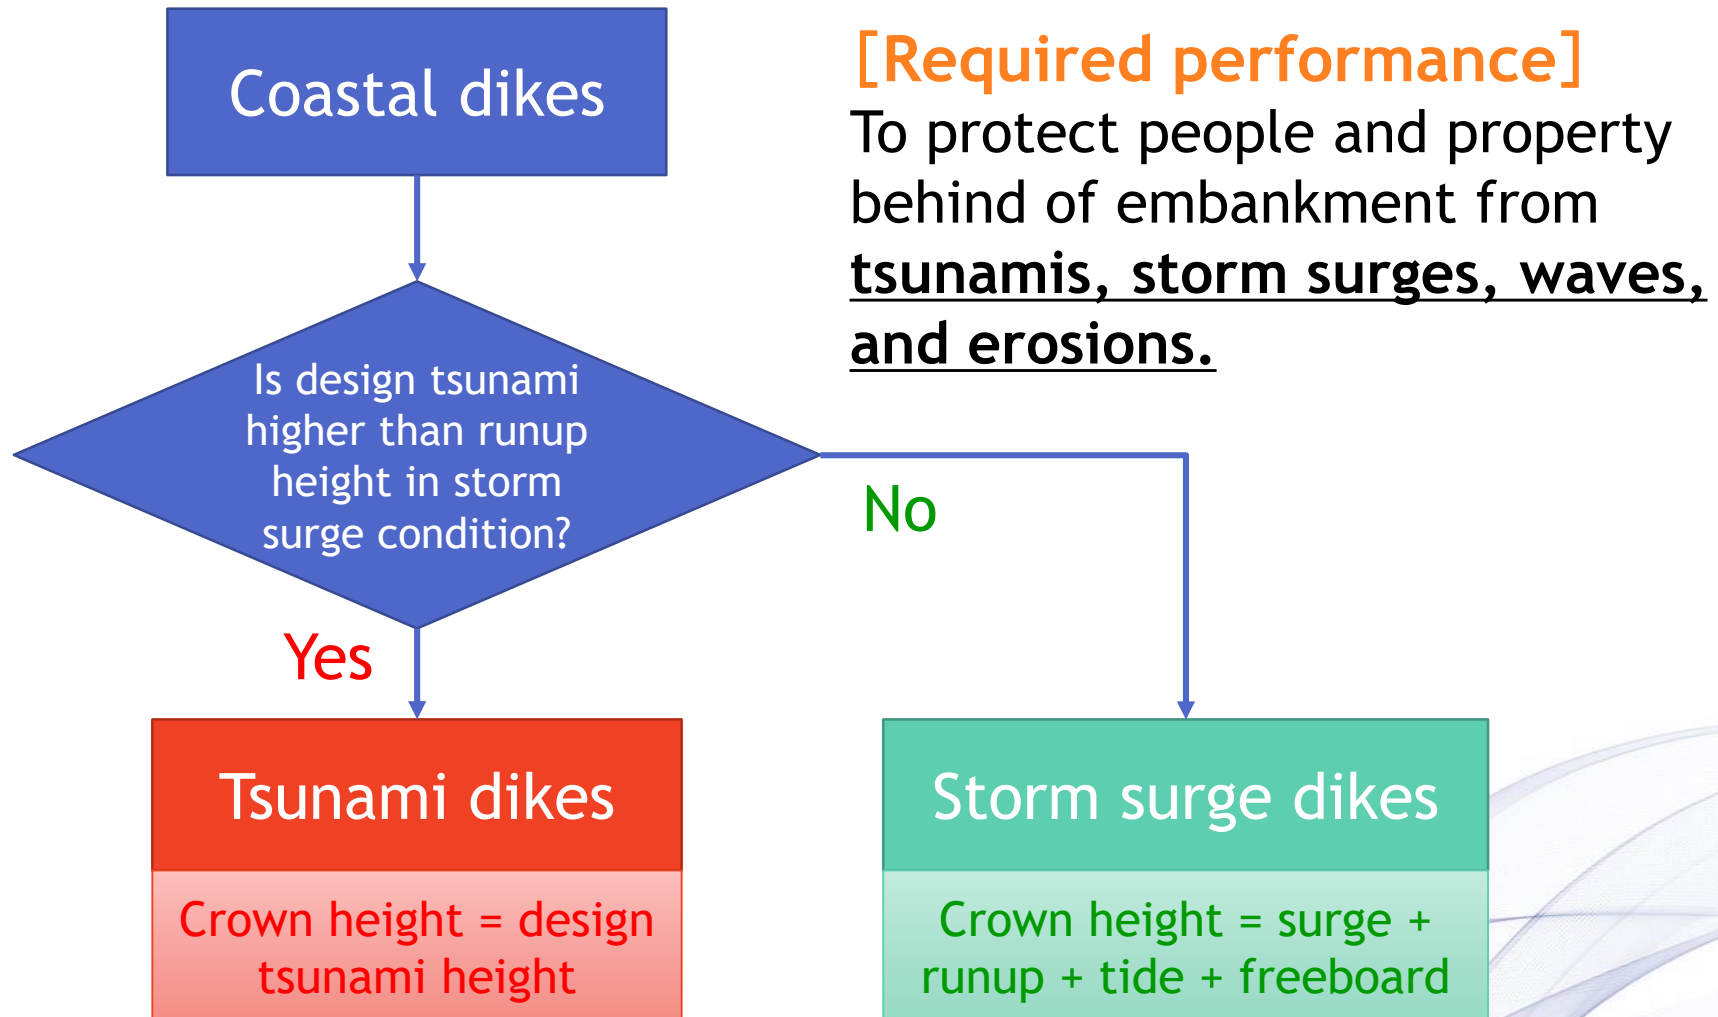 Coastal dikes
[Required performance]
To protect people and property
behind of embankment from
tsunamis, storm surges, waves,
and erosions.
Is design tsunami
higher than runup
height in storm
surge condition?
No
Yes
Tsunami dikes
Crown height = design
tsunami height
Storm surge dikes
Crown height = surge +
runup + tide + freeboard